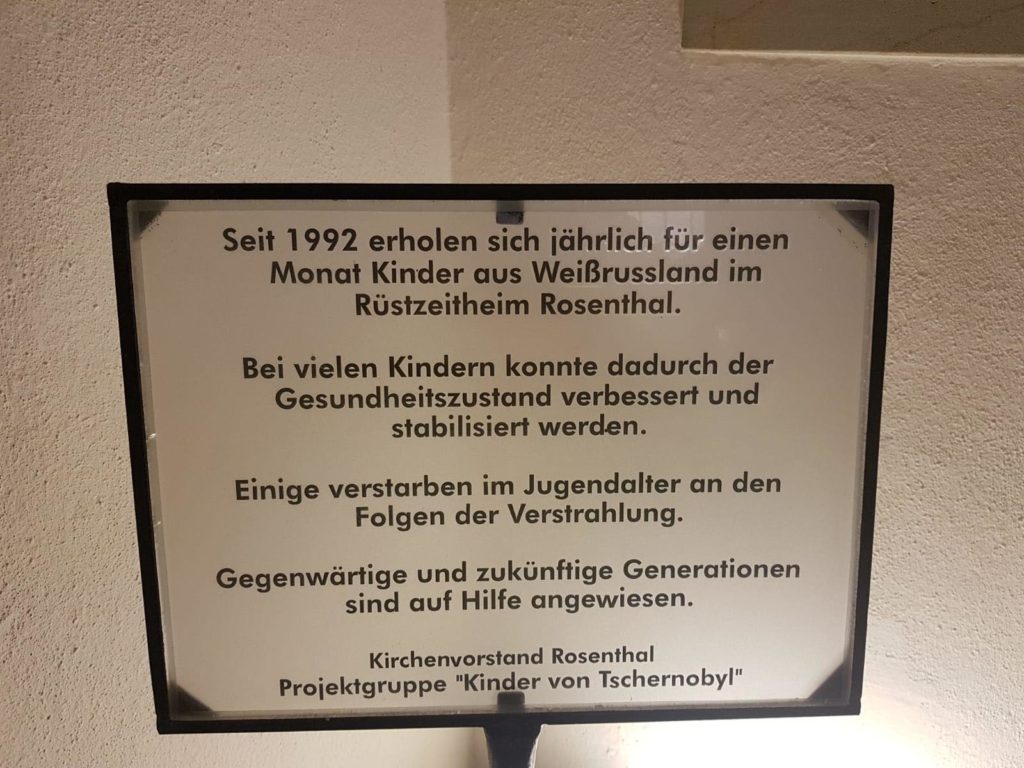 Seit 1992 erholen sich jährlich für einen
Monat Kinder aus Weißrussland im
Rüstzeitheim Rosenthal.
Bei vielen Kindern konnte dadurch der
Gesundheitszustand verbessert und
stabilisiert werden.
Einige verstarben im Jugendalter an den
Folgen der Verstrahlung.
Gegenwärtige und zukünftige Generationen
sind auf Hilfe angewiesen.
Kirchenvorstand Rosenthal
Projektgruppe "Kinder von Tschernobyl"